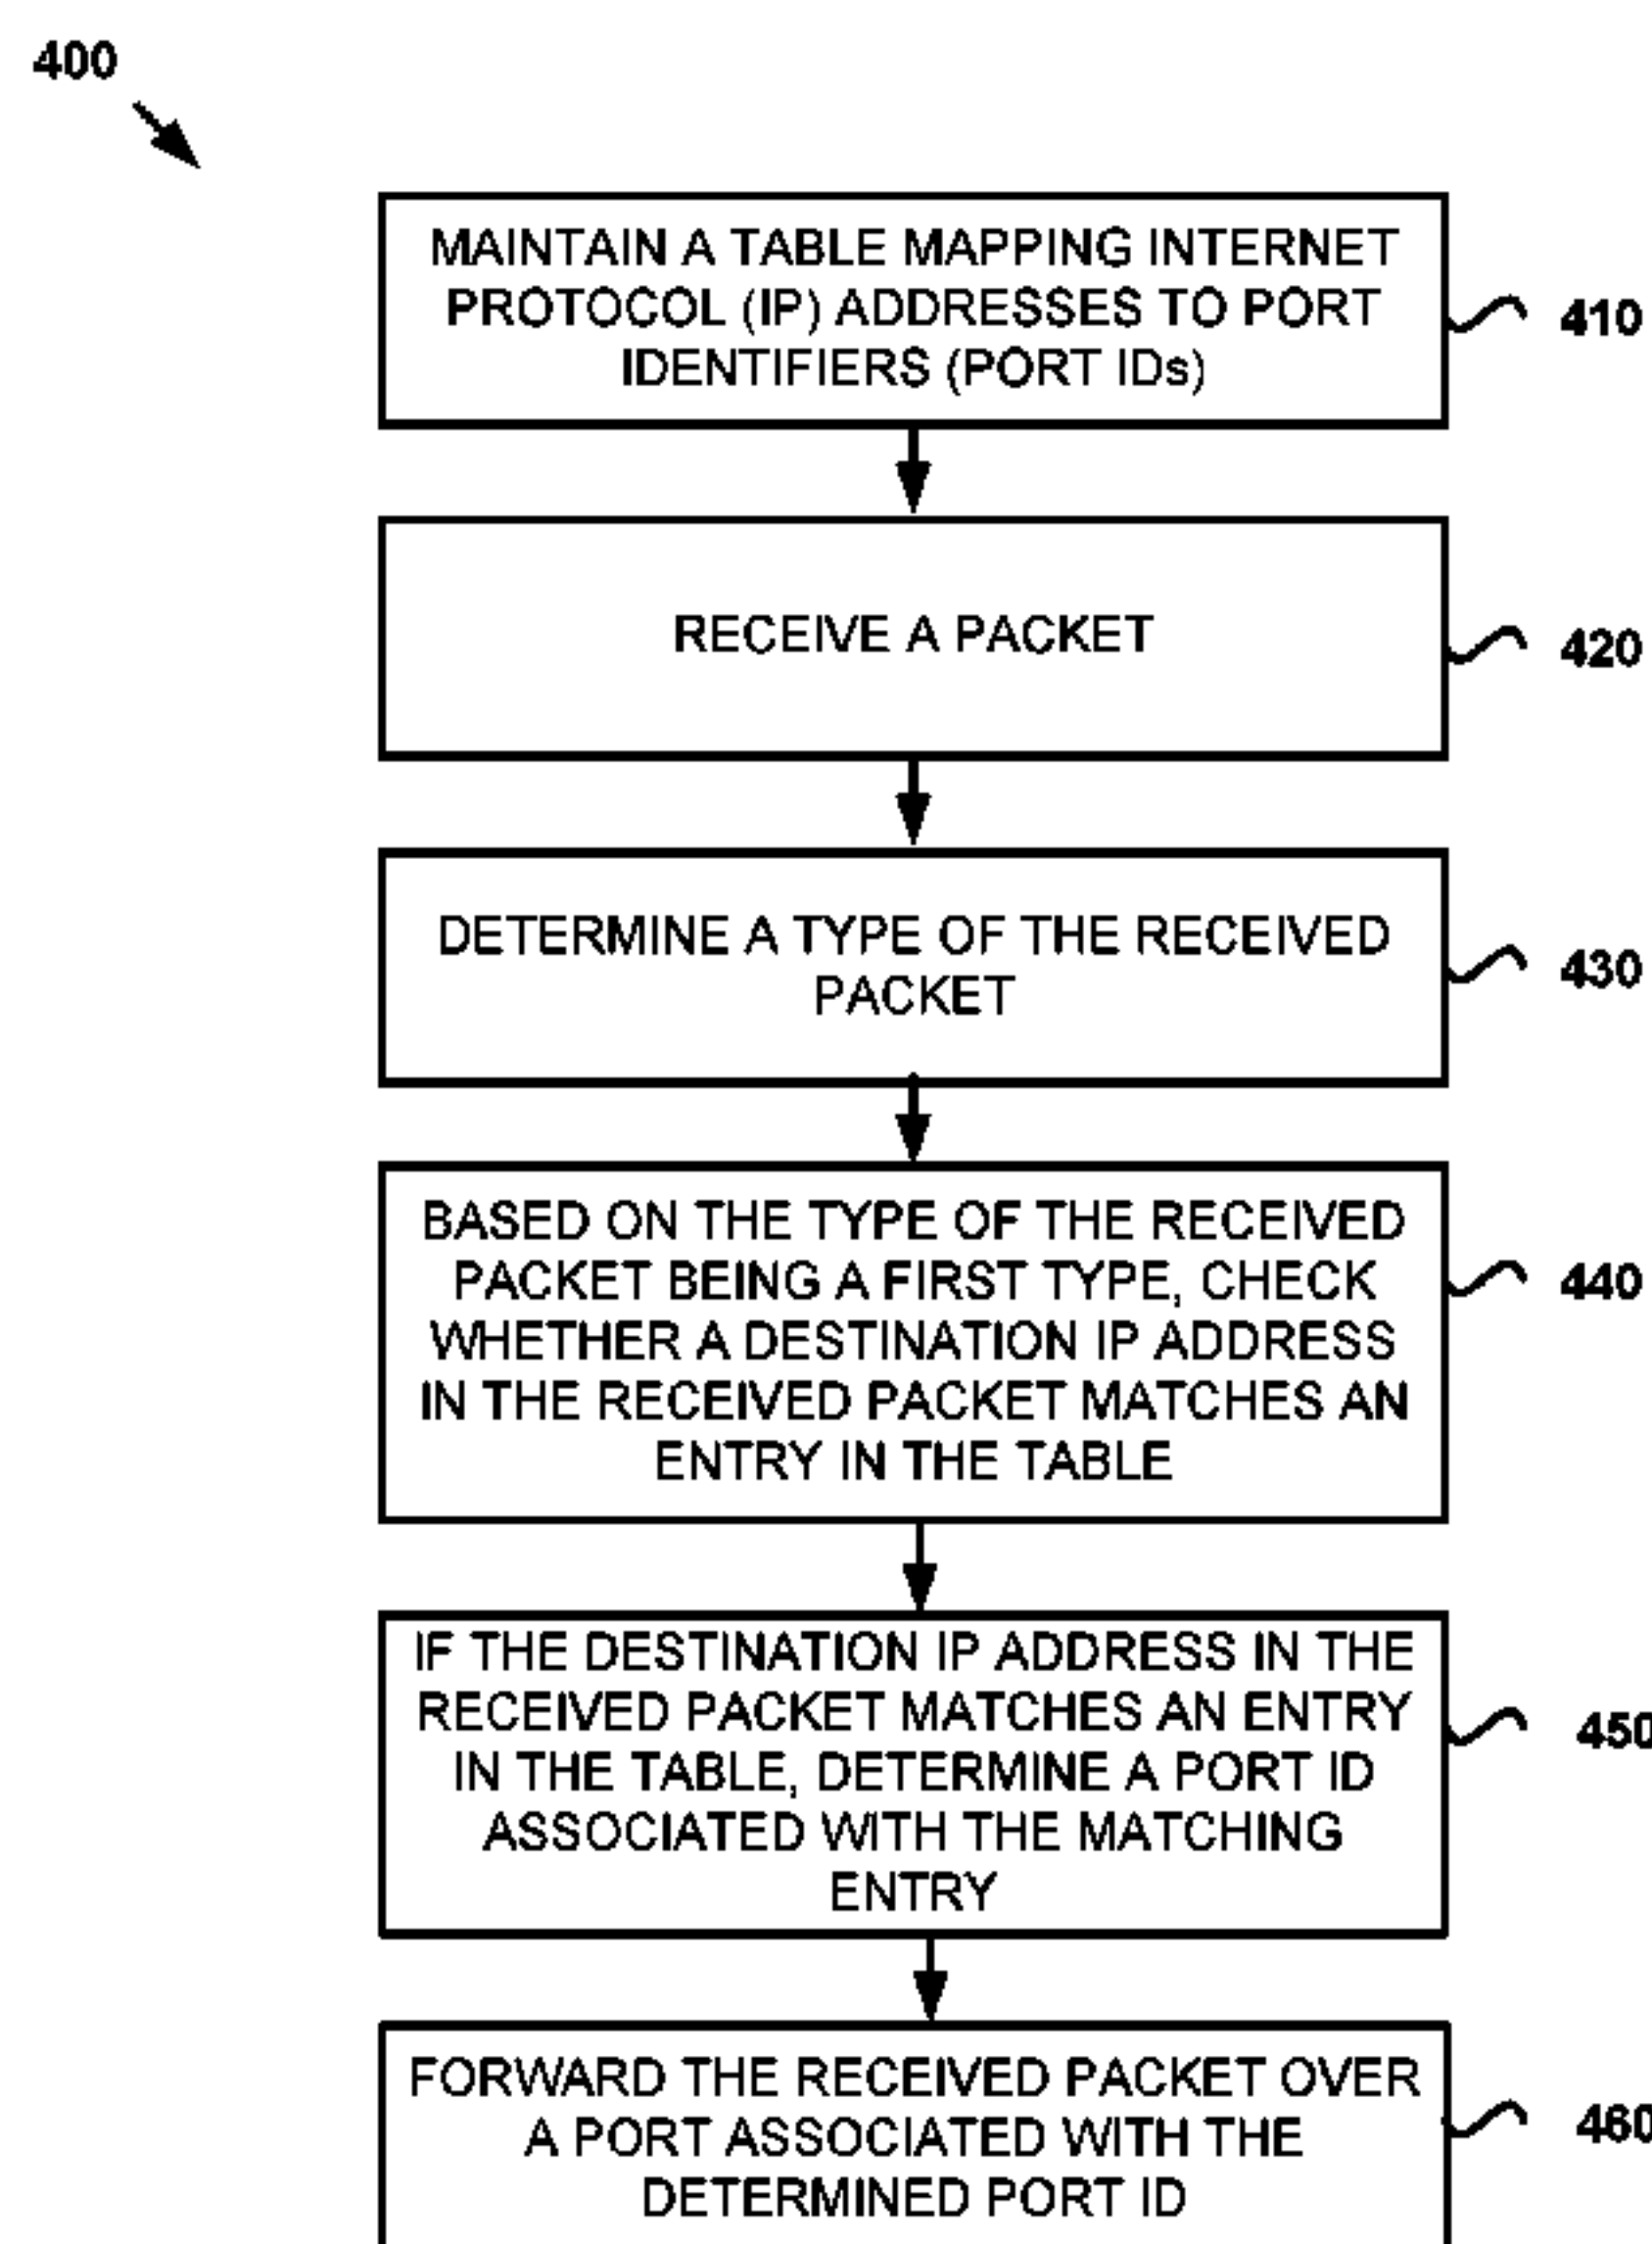 400
MAINTAIN A TABLE MAPPING INTERNET
PROTOCOL (IP) ADDRESSES TO PORT
IDENTIFIERS (PORT IDs)
410
RECEIVE A PACKET
420
DETERMINE A TYPE OF THE RECEIVED
PACKET
430
BASED ON THE TYPE OF THE RECEIVED
PACKET BEING A FIRST TYPE, CHECK
WHETHER A DESTINATION IP ADDRESS
IN THE RECEIVED PACKET MATCHES AN
ENTRY IN THE TABLE
440
IF THE DESTINATION IP ADDRESS IN THE
RECEIVED PACKET MATCHES AN ENTRY
IN THE TABLE, DETERMINE A PORT ID
ASSOCIATED WITH THE MATCHING
ENTRY
450
FORWARD THE RECEIVED PACKET OVER
A PORT ASSOCIATED WITH THE
DETERMINED PORT ID
460